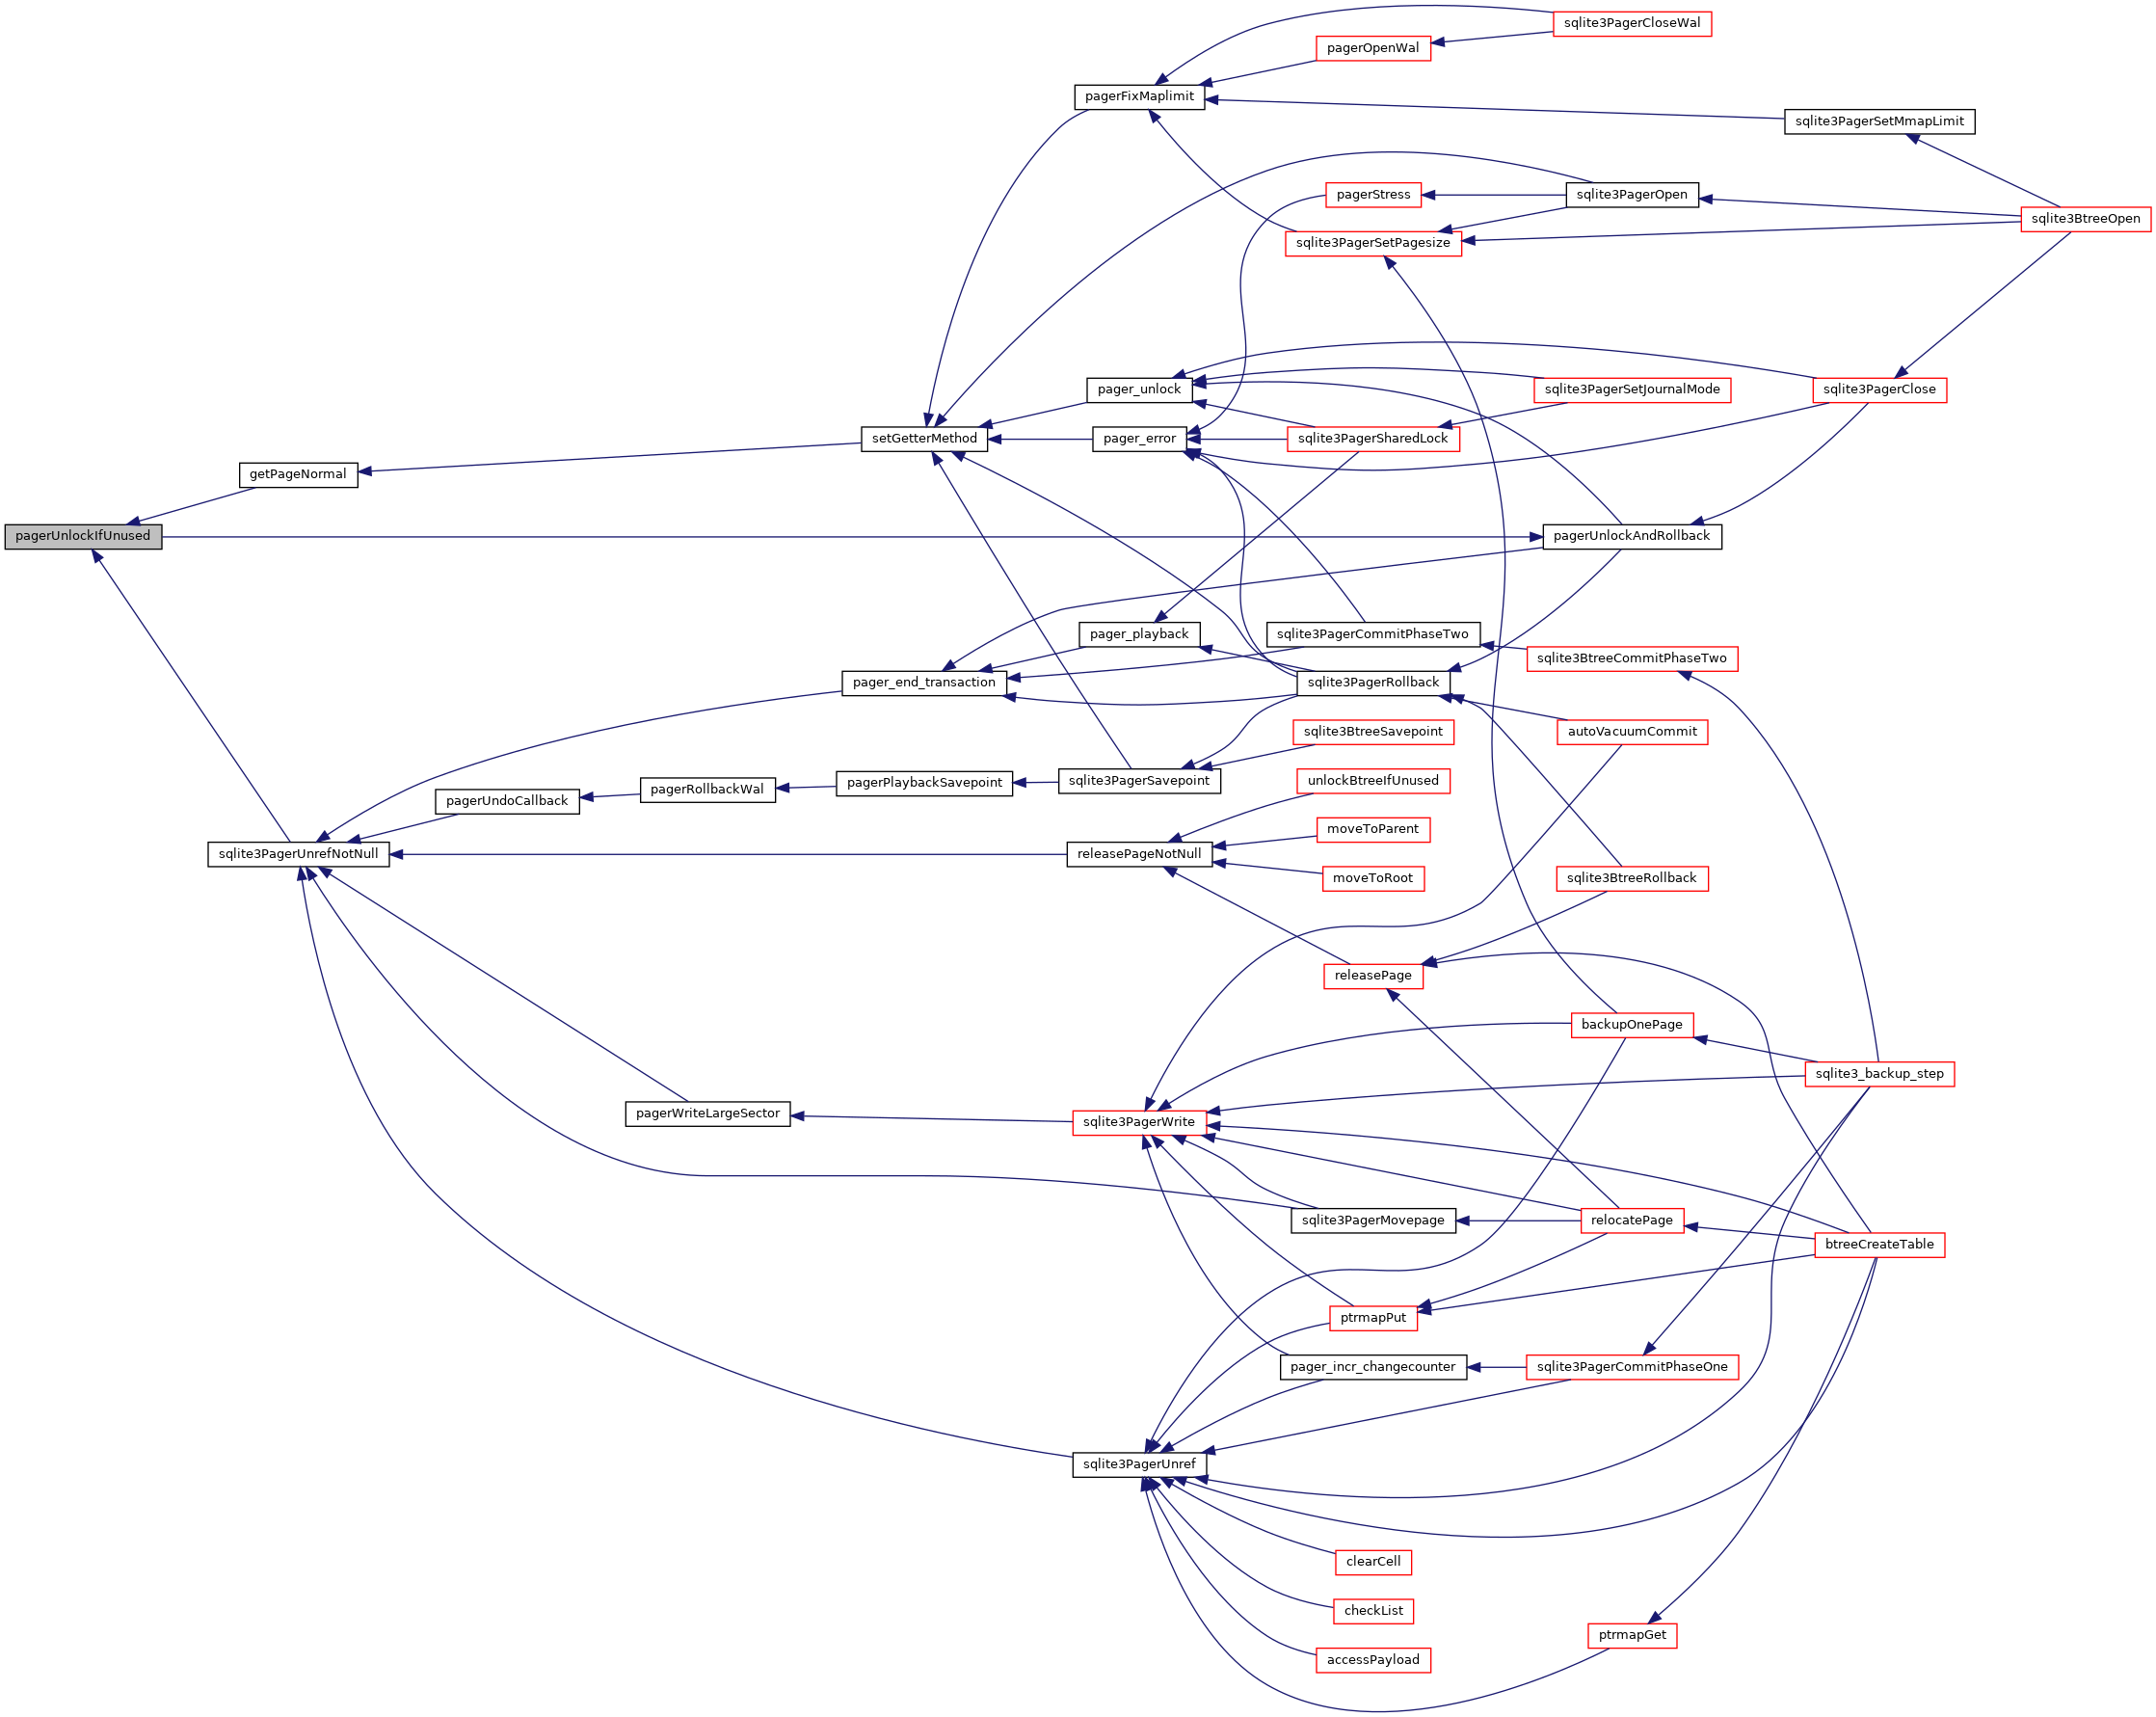 sqlite3PagerCloseWal
pagerOpenWal
pagerFixMaplimit
sqlite3PagerSetMmapLimit
pagerStress
sqlite3PagerOpen
sqlite3BtreeOpen
sqlite3PagerSetPagesize
pager_unlock
sqlite3PagerSetJournalMode
sqlite3PagerClose
setGetterMethod
pager_error
sqlite3PagerSharedLock
getPageNormal
pagerUnlockIfUnused
pagerUnlockAndRollback
pager_playback
sqlite3PagerCommitPhaseTwo
sqlite3BtreeCommitPhaseTwo
pager_end_transaction
sqlite3PagerRollback
sqlite3BtreeSavepoint
autoVacuumCommit
pagerUndoCallback
pagerRollbackWal
pagerPlaybackSavepoint
sqlite3PagerSavepoint
unlockBtreeIfUnused
moveToParent
sqlite3PagerUnrefNotNull
releasePageNotNull
moveToRoot
sqlite3BtreeRollback
releasePage
backupOnePage
sqlite3_backup_step
pagerWriteLargeSector
sqlite3PagerWrite
sqlite3PagerMovepage
relocatePage
btreeCreateTable
ptrmapPut
pager_incr_changecounter
sqlite3PagerCommitPhaseOne
sqlite3PagerUnref
clearCell
checkList
ptrmapGet
accessPayload